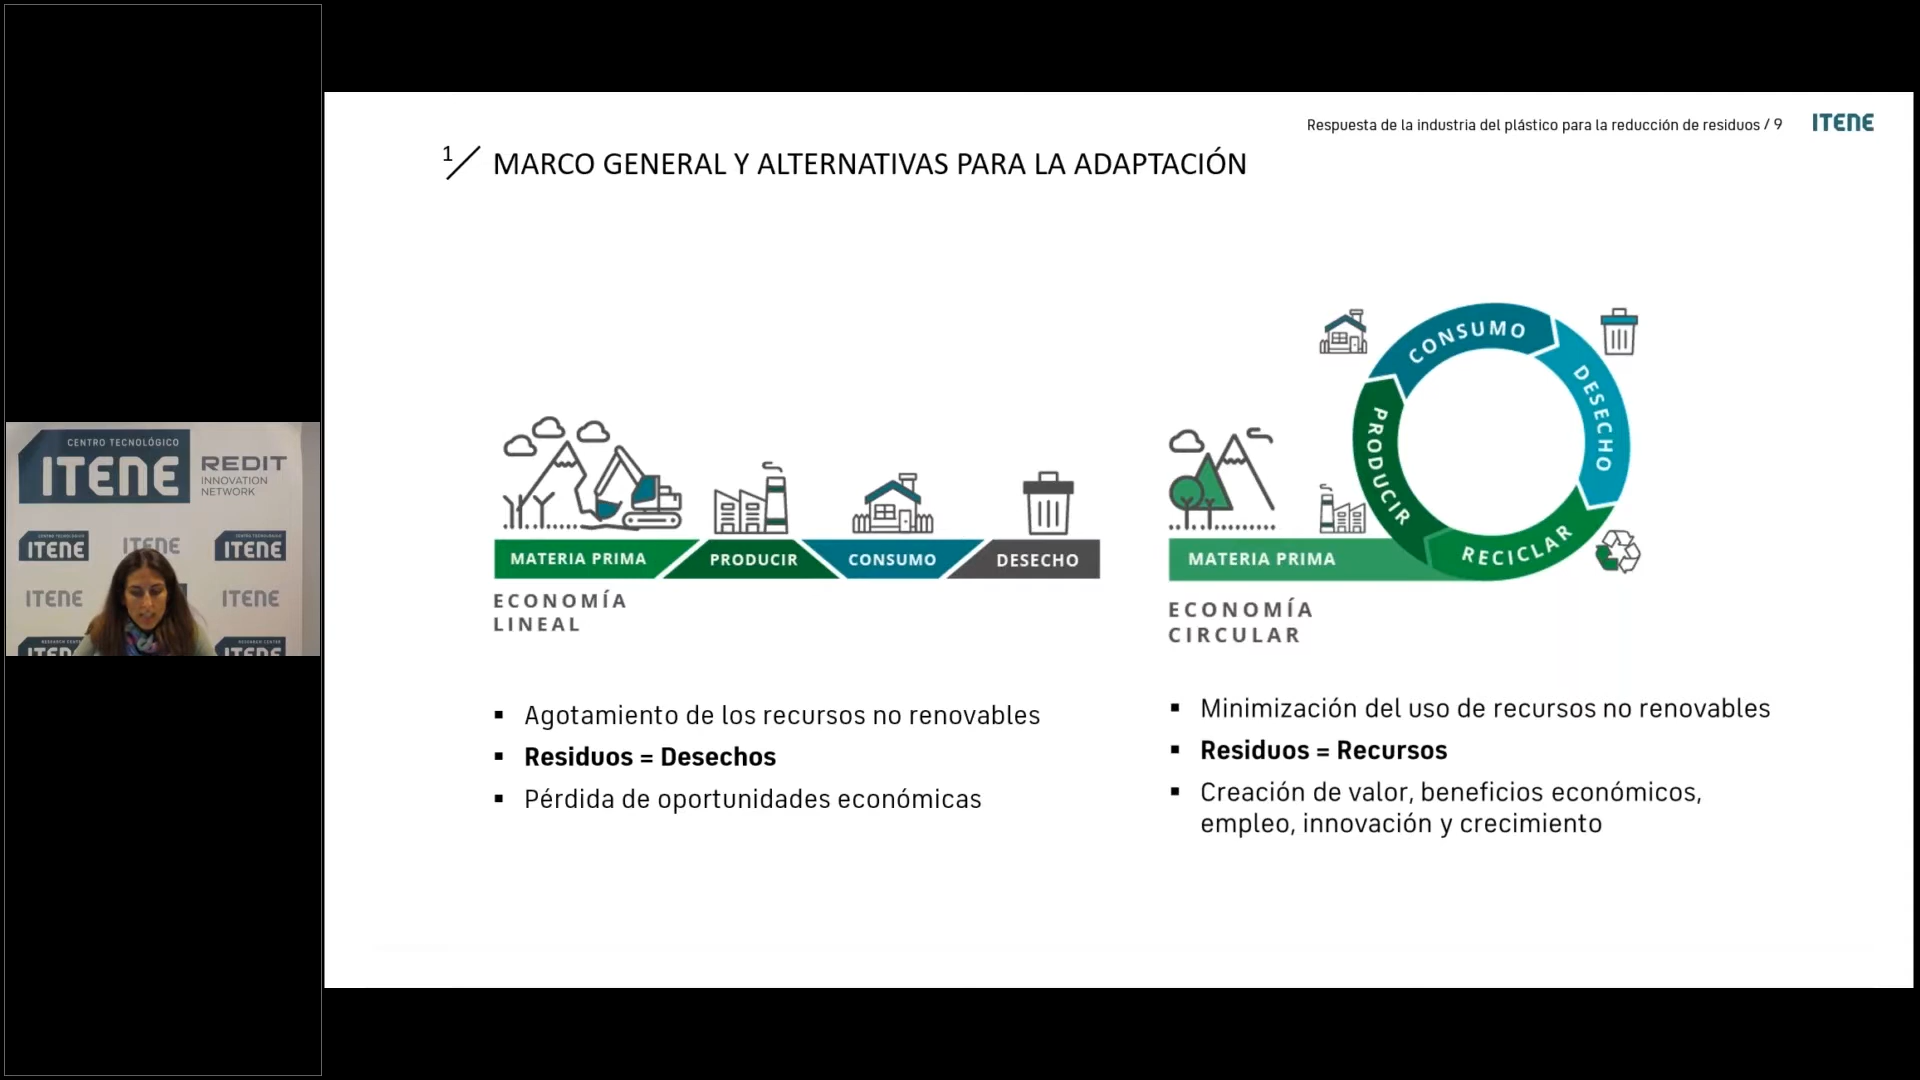 CENTRO TECNOLÓGICO
ITENE
REDIT
INNOVATION
NETWORK
ITENE
ITENE
ITENE
ITENE
ITENE
ITENE
ITENE
Respuesta de la industria del plástico para la reducción de residuos / 9
ITENE
1/ MARCO GENERAL Y ALTERNATIVAS PARA LA ADAPTACIÓN
MATERIA PRIMA
PRODUCIR
CONSUMO
DESECHO
ECONOMÍA
LINEAL
▪ Agotamiento de los recursos no renovables
▪ Residuos = Desechos
▪ Pérdida de oportunidades económicas
MATERIA PRIMA
PRODUCIR
CONSUMO
DESECHO
RECICLAR
ECONOMÍA
CIRCULAR
▪ Minimización del uso de recursos no renovables
▪ Residuos = Recursos
▪ Creación de valor, beneficios económicos,
empleo, innovación y crecimiento